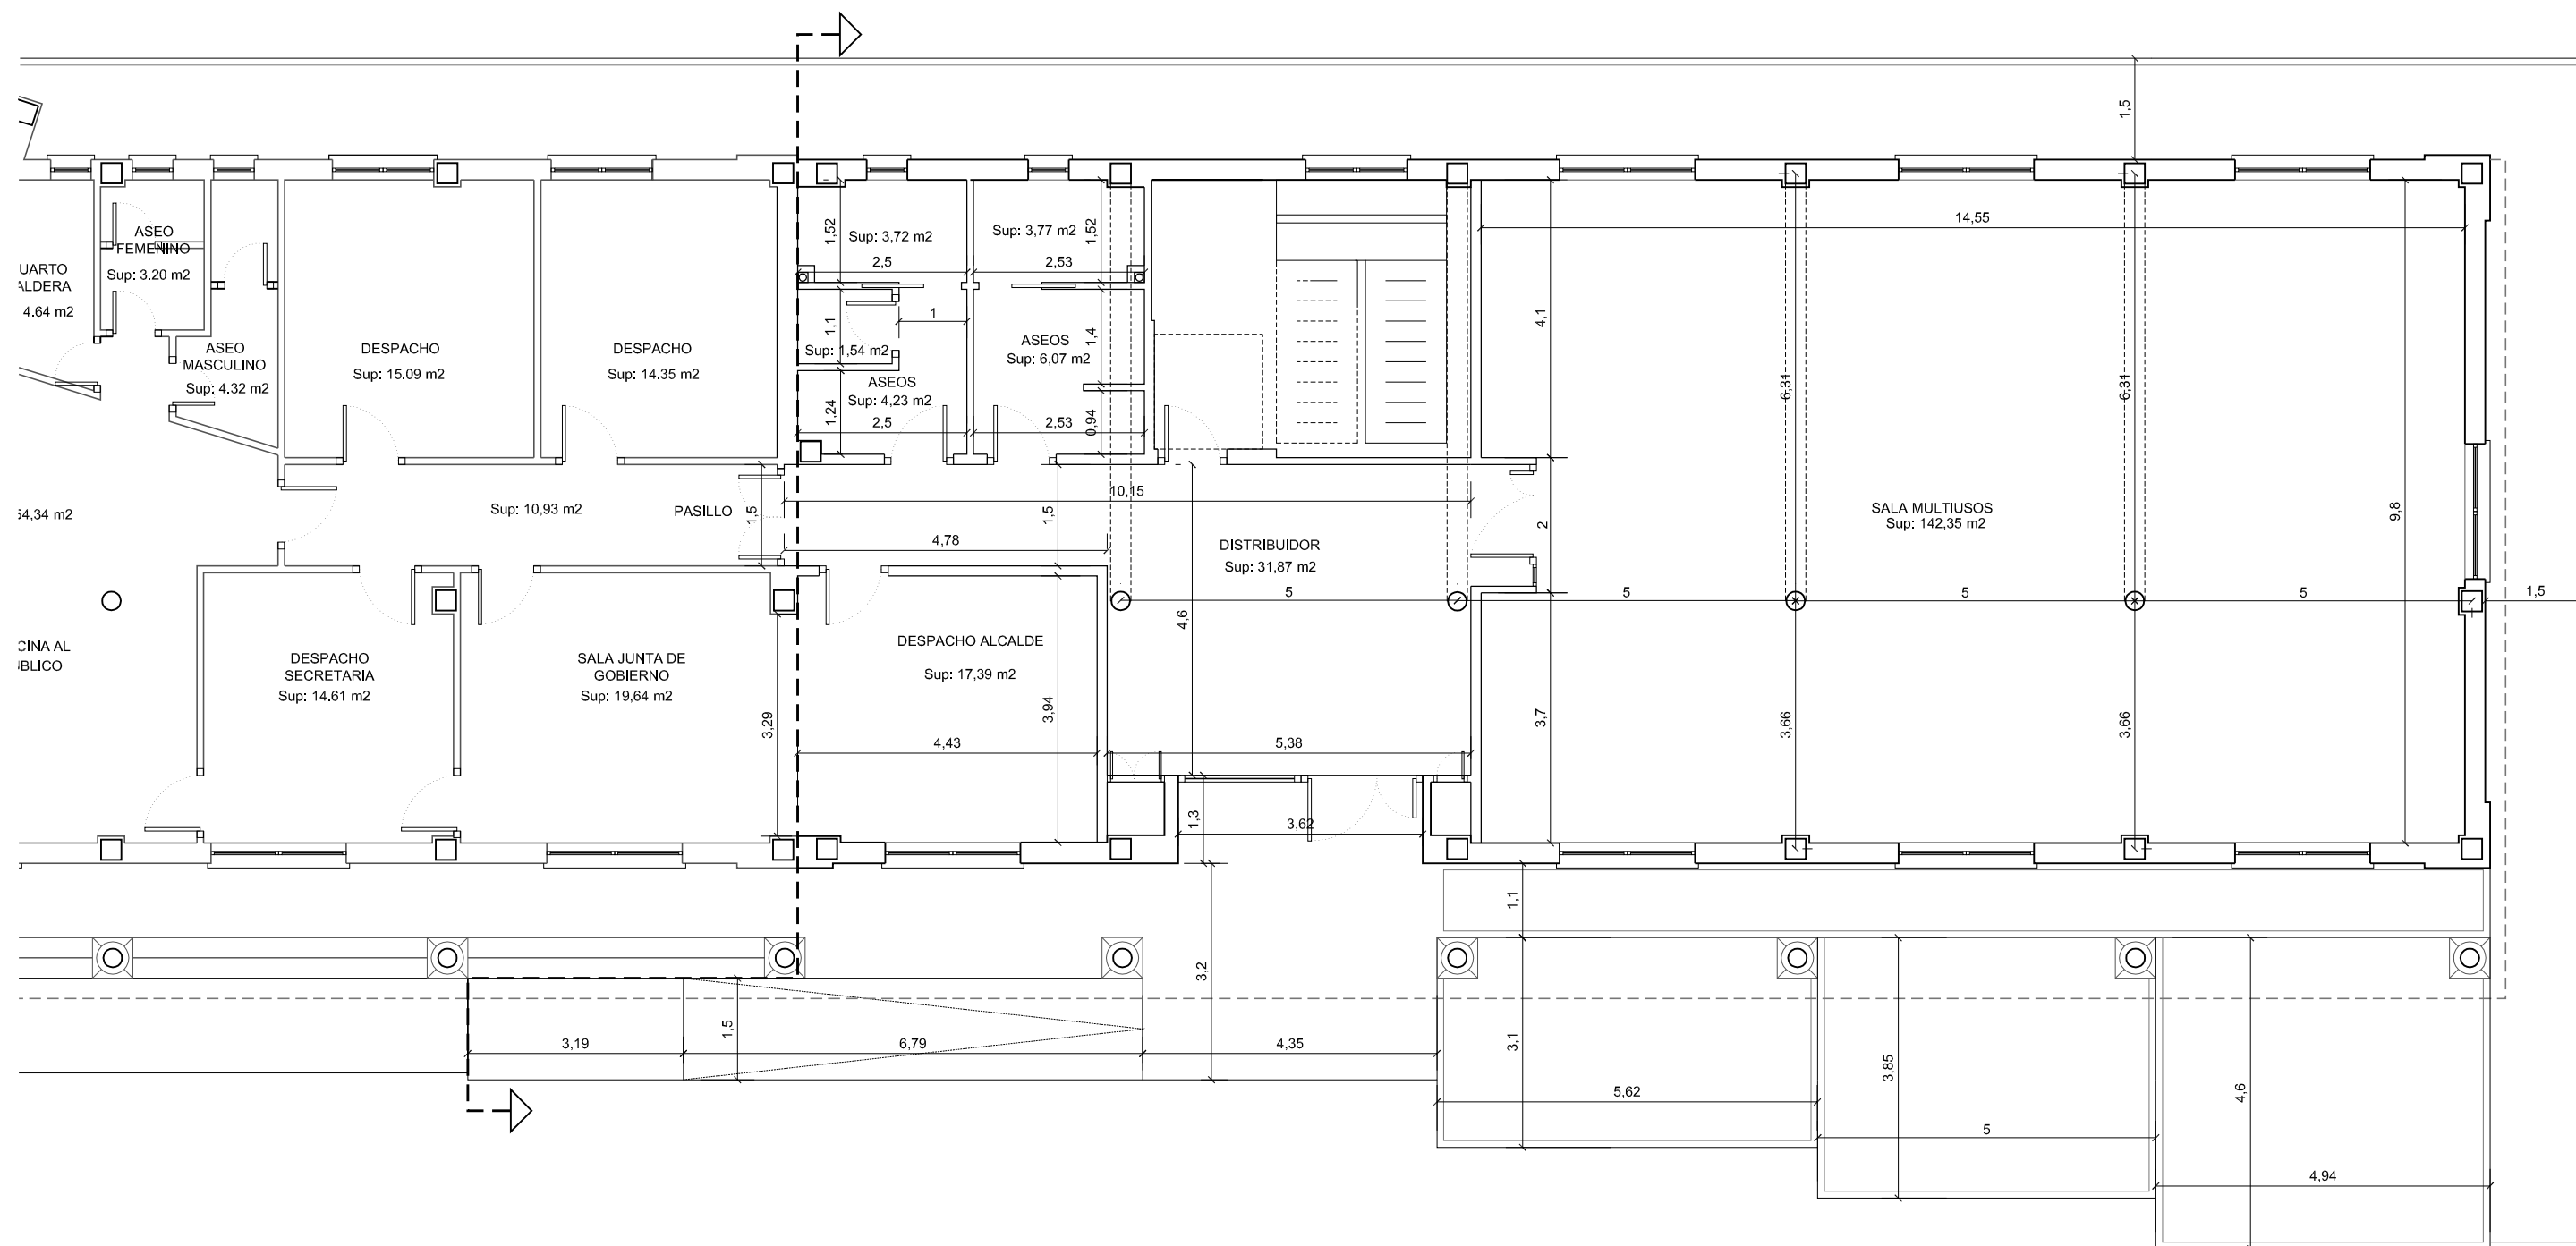 1,5
ASEO
FEMENINO
Sup: 3.20 m2
UARTO
ALDERA
4.64 m2
ASEO
MASCULINO
Sup: 4.32 m2
DESPACHO
Sup: 15.09 m2
DESPACHO
Sup: 14.35 m2
1,52
Sup: 3,72 m2
2,5
Sup: 3,77 m2
1,52
2,53
1,1
1
Sup: 1,54 m2
ASEOS
Sup: 6,07 m2
1,4
ASEOS
Sup: 4,23 m2
1,24
2,5
2,53
0,94
14,55
4,1
6,31
6,31
54,34 m2
Sup: 10,93 m2
PASILLO
1,5
10,15
1,5
4,78
DISTRIBUIDOR
Sup: 31,87 m2
2
SALA MULTIUSOS
Sup: 142,35 m2
9,8
5
5
5
5
1,5
4,6
CINA AL
BLICO
DESPACHO
SECRETARIA
Sup: 14.61 m2
SALA JUNTA DE
GOBIERNO
Sup: 19,64 m2
3,29
DESPACHO ALCALDE
Sup: 17,39 m2
3,94
4,43
5,38
3,7
3,66
3,66
1,3
3,62
1,1
3,2
1,5
3,19
6,79
4,35
3,1
5,62
3,85
5
4,6
4,94